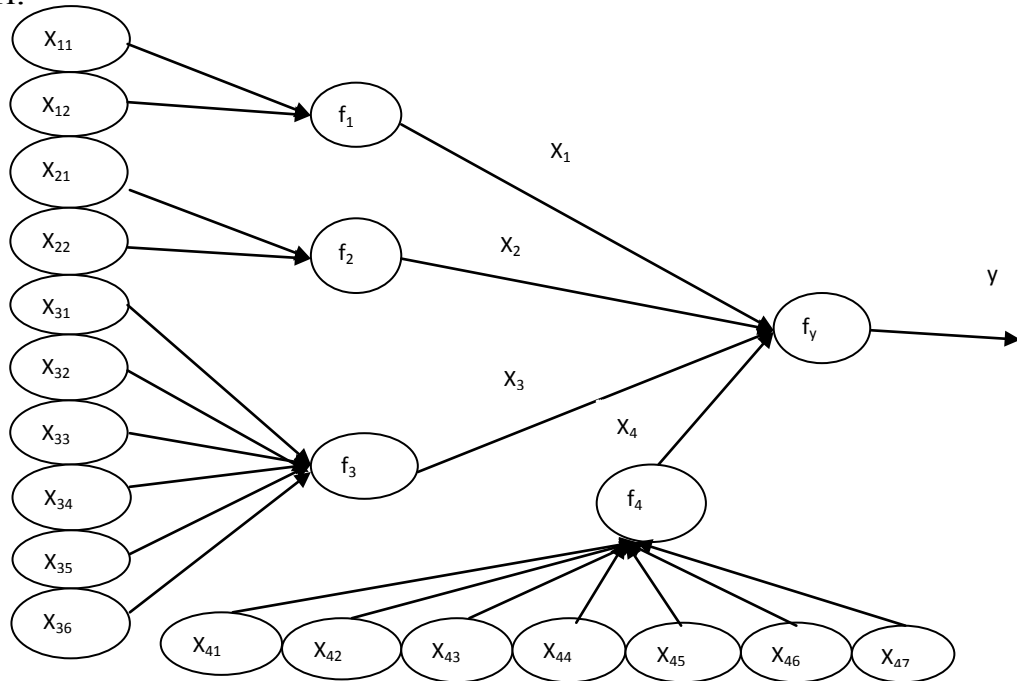 X₁₁
X₁₂
X₂₁
X₂₂
X₃₁
X₃₂
X₃₃
X₃₄
X₃₅
X₃₆
f₁
f₂
f₃
X₁
X₂
X₃
X₄
f₄
f_y
y
X₄₁
X₄₂
X₄₃
X₄₄
X₄₅
X₄₆
X₄₇